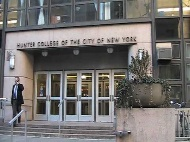 HUNTER COLLEGE OF THE CITY OF NEW YORK